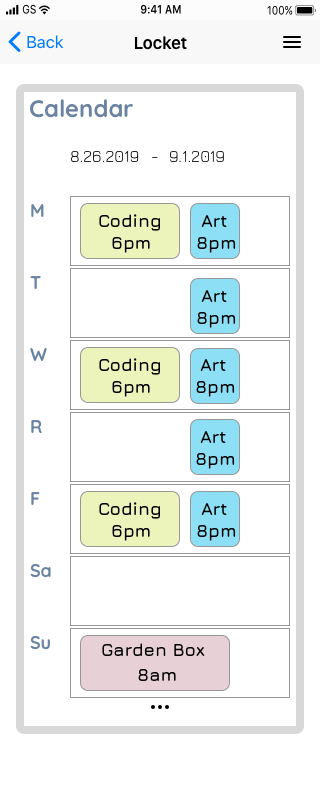 GS 9:41 AM 100%
Back Locket
Calendar
8.26.2019 - 9.1.2019
M
Coding
6pm
Art
8pm
T
Art
8pm
W
Coding
6pm
Art
8pm
R
Art
8pm
F
Coding
6pm
Art
8pm
Sa
Su
Garden Box
8am